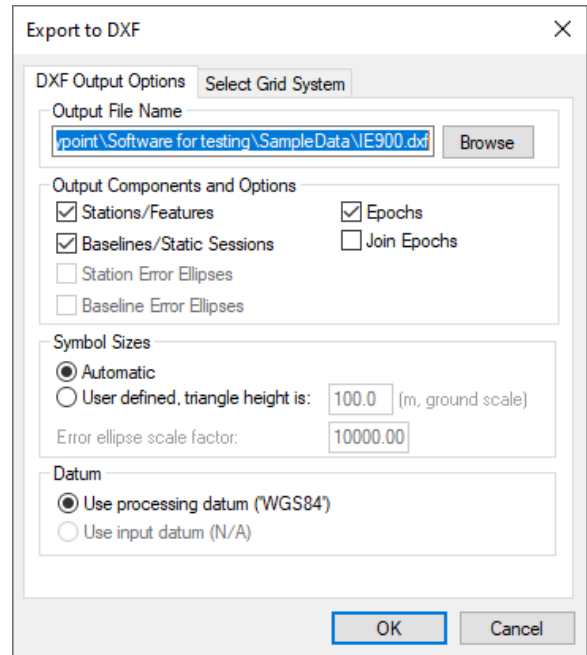 Export to DXF
DXF Output Options Select Grid System
Output File Name
ypoint\Software for testing\SampleData\IE900.dxf Browse
Output Components and Options
Stations/Features Epochs
Baselines/Static Sessions Join Epochs
Station Error Ellipses
Baseline Error Ellipses
Symbol Sizes
Automatic
User defined, triangle height is: 100.0 (m, ground scale)
Error ellipse scale factor: 10000.00
Datum
Use processing datum ('WGS84')
Use input datum (N/A)
OK Cancel